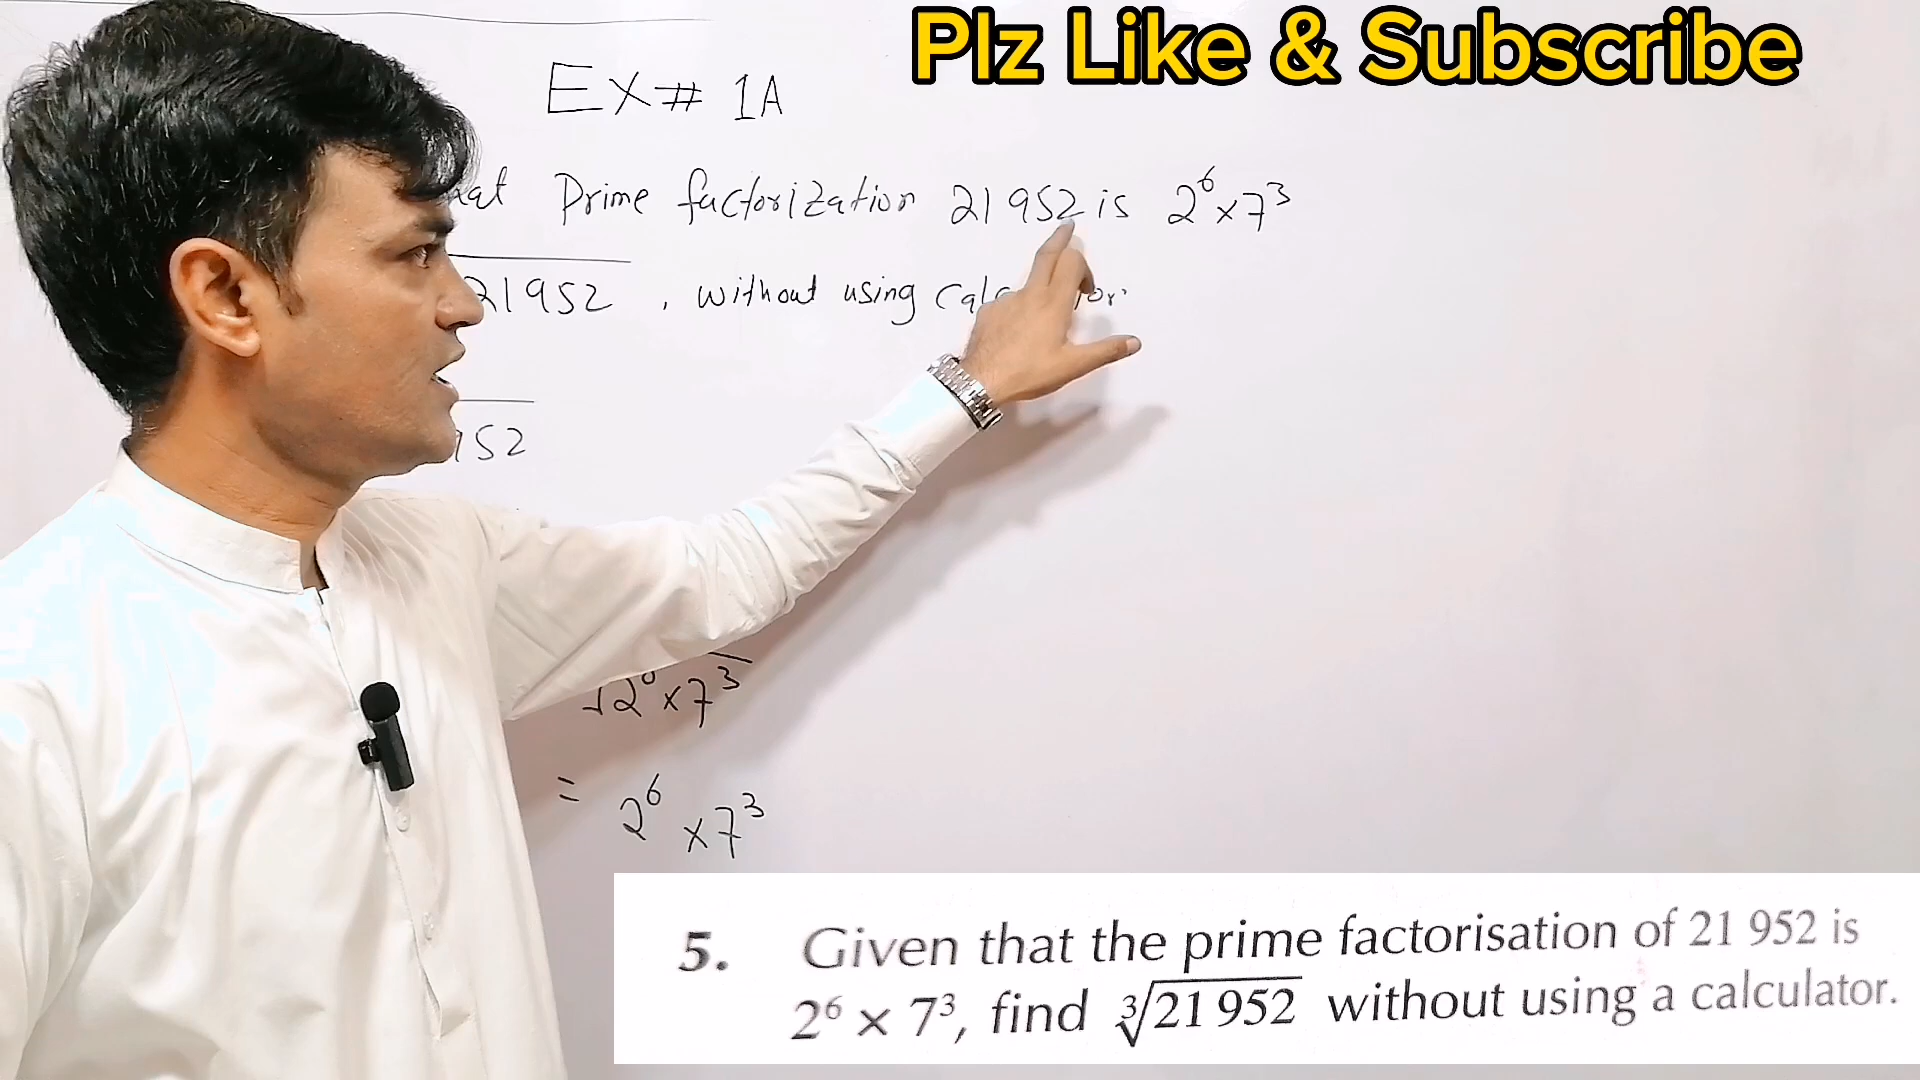 Plz Like & Subscribe
EX# 1A
Prime factorization 21952 is 2⁶×7³
21952, without using
52
√2⁶×7³
= 2⁶×7³
5. Given that the prime factorisation of 21 952 is
2⁶ × 7³, find ∛21 952 without using a calculator.